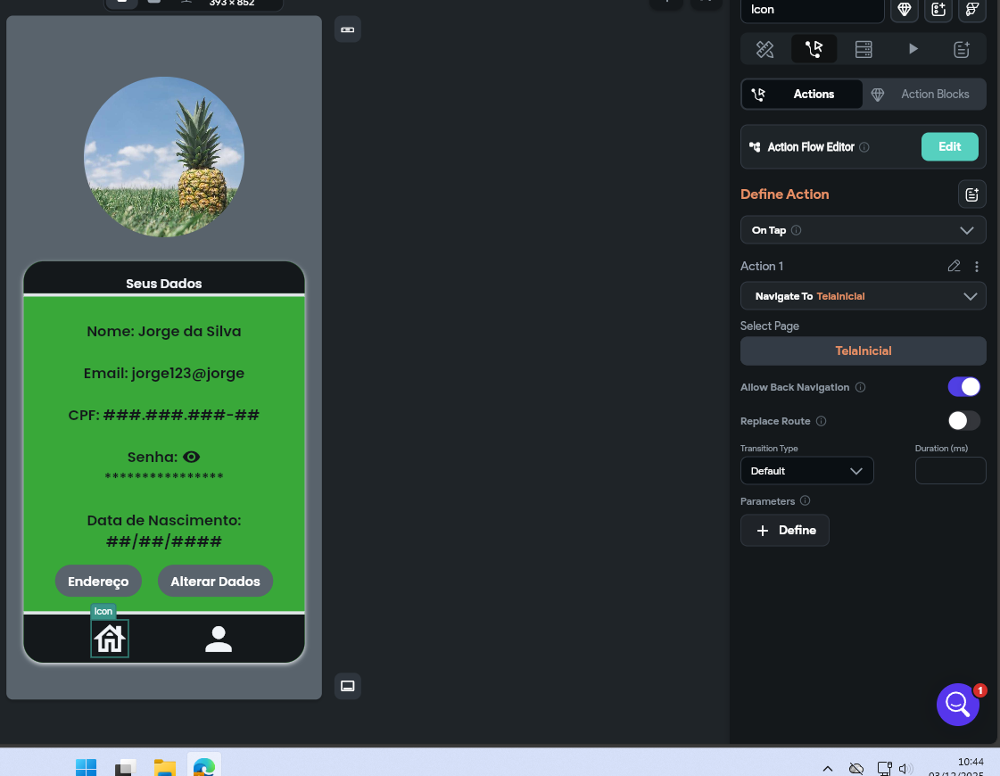 393 × 852
Icon
Actions
Action Blocks
Action Flow Editor
Edit
Define Action
On Tap
Action 1
Navigate To TelaInicial
Select Page
TelaInicial
Allow Back Navigation
Replace Route
Transition Type
Duration (ms)
Default
Parameters
+ Define
Seus Dados
Nome: Jorge da Silva
Email: jorge123@jorge
CPF: ###.###.###-##
Senha:
****************
Data de Nascimento:
##/##/####
Endereço
Alterar Dados
Icon
1
10:44
03/12/2025